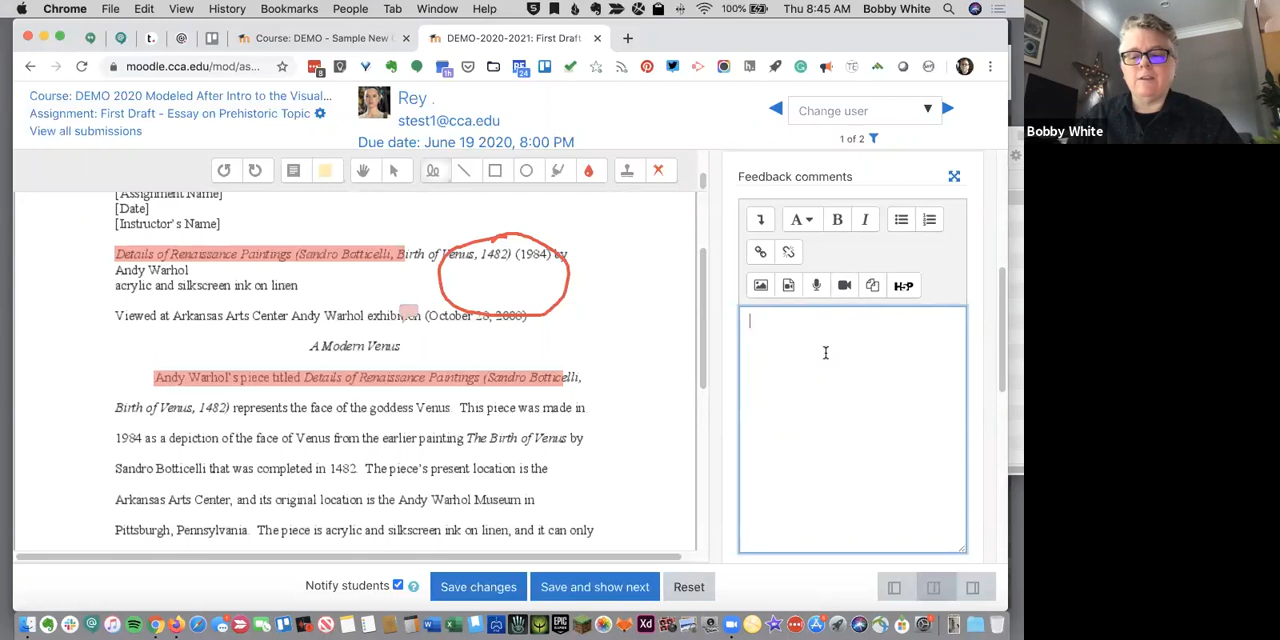 Chrome File Edit View History Bookmarks People Tab Window Help 100% Thu 8:45 AM Bobby White
Course: DEMO - Sample New C
DEMO-2020-2021: First Draft
moodle.cca.edu/mod/as...
Course: DEMO 2020 Modeled After Intro to the Visual...
Assignment: First Draft - Essay on Prehistoric Topic
View all submissions
Rey .
stest1@cca.edu
Due date: June 19 2020, 8:00 PM
Change user
1 of 2
Bobby White
[Assignment Name]
[Date]
[Instructor's Name]
Details of Renaissance Paintings (Sandro Botticelli, Birth of Venus, 1482) (1984) by
Andy Warhol
acrylic and silkscreen ink on linen
Viewed at Arkansas Arts Center Andy Warhol exhibition (October 28, 2000)
A Modern Venus
Andy Warhol's piece titled Details of Renaissance Paintings (Sandro Botticelli,
Birth of Venus, 1482) represents the face of the goddess Venus. This piece was made in
1984 as a depiction of the face of Venus from the earlier painting The Birth of Venus by
Sandro Botticelli that was completed in 1482. The piece's present location is the
Arkansas Arts Center, and its original location is the Andy Warhol Museum in
Pittsburgh, Pennsylvania. The piece is acrylic and silkscreen ink on linen, and it can only
Feedback comments
A B I
H5P
Notify students
Save changes
Save and show next
Reset